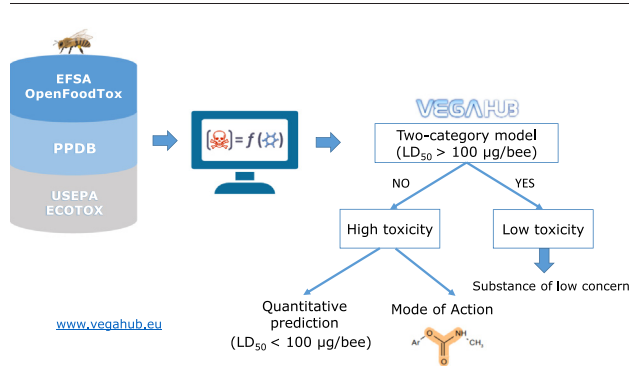 EFSA
OpenFoodTox
PPDB
USEPA
ECOTOX
[ ]= f ( )
VEGAHUB
Two-category model
(LD50 > 100 µg/bee)
NO
YES
High toxicity
Low toxicity
Substance of low concern
Quantitative
prediction
(LD50 < 100 µg/bee)
Mode of Action
Ar
O
NH
CH3
O
www.vegahub.eu